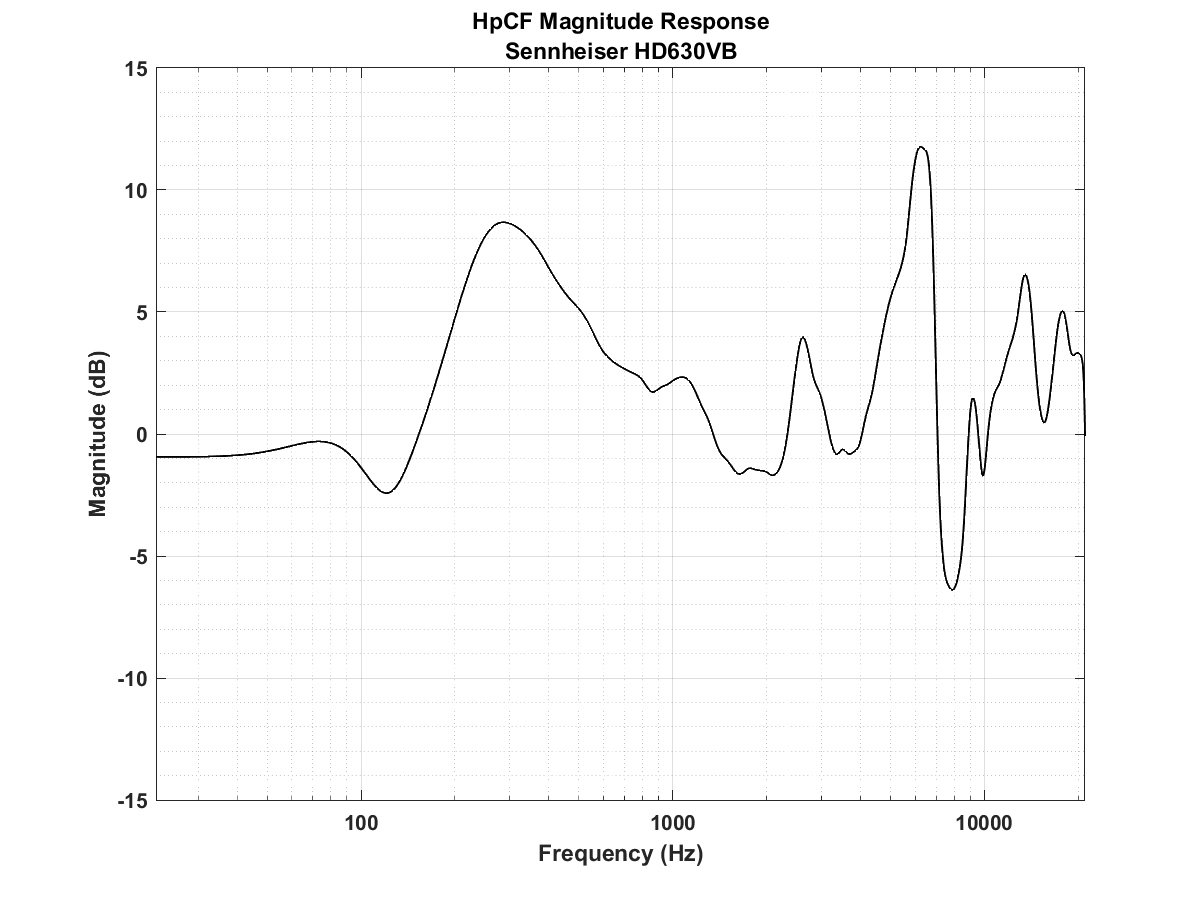 HpCF Magnitude Response
Sennheiser HD630VB
15
10
5
0
-5
-10
-15
Magnitude (dB)
100
1000
10000
Frequency (Hz)